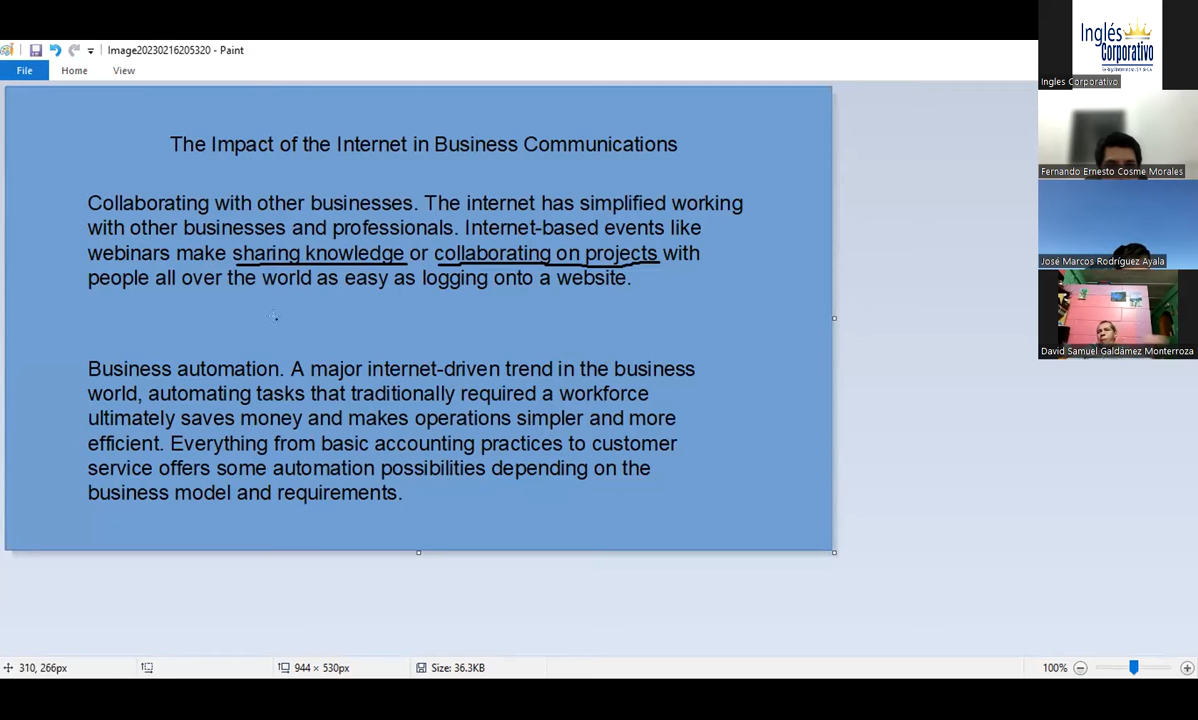 Image20230216205320 - Paint
File
Home
View
The Impact of the Internet in Business Communications
Collaborating with other businesses. The internet has simplified working
with other businesses and professionals. Internet-based events like
webinars make sharing knowledge or collaborating on projects with
people all over the world as easy as logging onto a website.
Business automation. A major internet-driven trend in the business
world, automating tasks that traditionally required a workforce
ultimately saves money and makes operations simpler and more
efficient. Everything from basic accounting practices to customer
service offers some automation possibilities depending on the
business model and requirements.
310, 266px
944 × 530px
Size: 36.3KB
100%
Inglés
Corporativo
Ingles Corporativo
Fernando Ernesto Cosme Morales
José Marcos Rodríguez Ayala
David Samuel Galdámez Monterroza